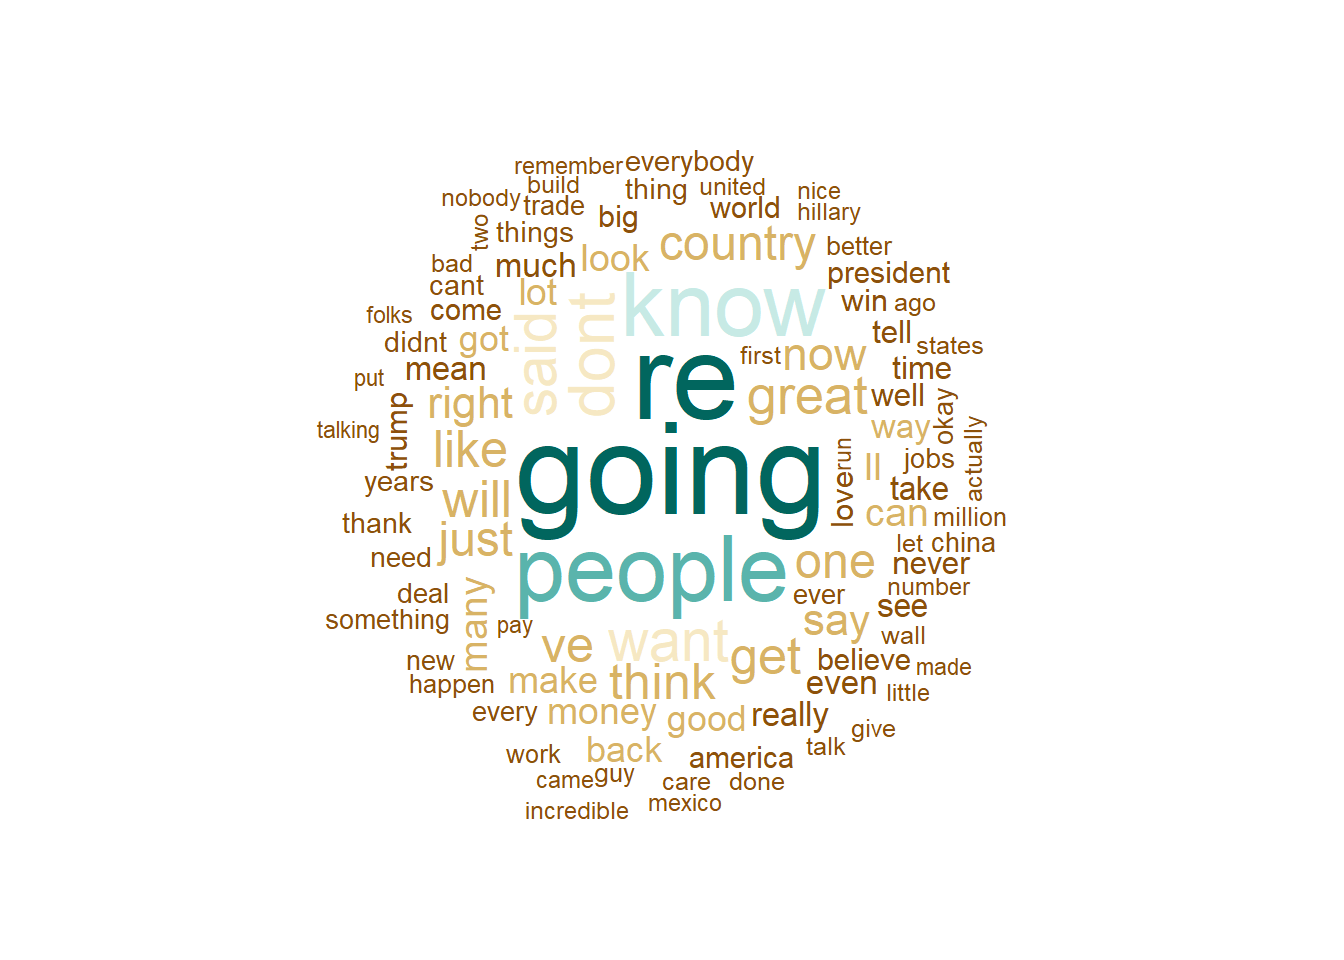 remember
everybody
build
thing
united
nice
nobody
trade
big
world
hillary
two
things
look
country
better
bad
much
president
cant
lot
know
win
ago
folks
come
said
dont
tell
didnt
got
re
first
now
states
put
mean
great
time
talking
trump
right
well
okay
way
actually
like
going
love
run
ll
jobs
years
will
take
thank
just
can
million
need
people
one
let
china
never
deal
many
ever
number
something
pay
say
see
new
ve
want
get
wall
happen
make
think
believe
made
every
money
good
even
little
work
back
really
give
came
guy
america
talk
incredible
care
done
mexico